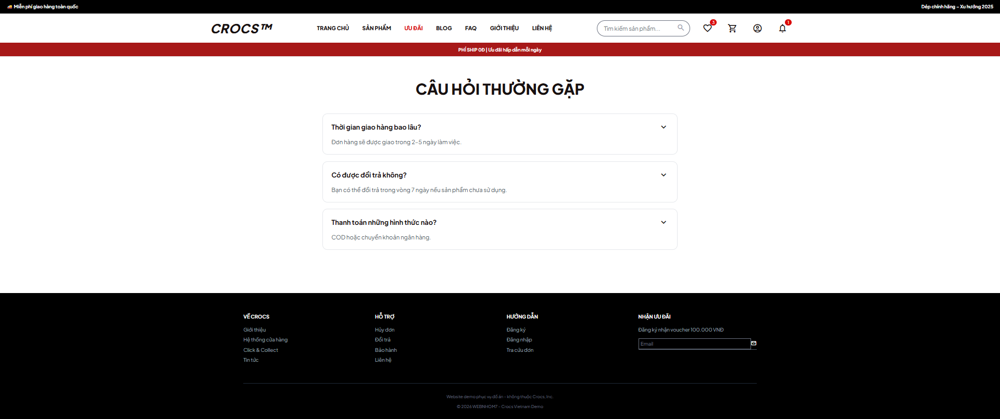 🚚 Miễn phí giao hàng toàn quốc
Dép chính hãng – Xu hướng 2025
CROCS™
TRANG CHỦ
SẢN PHẨM
ƯU ĐÃI
BLOG
FAQ
GIỚI THIỆU
LIÊN HỆ
Tìm kiếm sản phẩm...
3
1
PHÍ SHIP 0Đ | Ưu đãi hấp dẫn mỗi ngày
CÂU HỎI THƯỜNG GẶP
Thời gian giao hàng bao lâu?
Đơn hàng sẽ được giao trong 2–5 ngày làm việc.
Có được đổi trả không?
Bạn có thể đổi trả trong vòng 7 ngày nếu sản phẩm chưa sử dụng.
Thanh toán những hình thức nào?
COD hoặc chuyển khoản ngân hàng.
VỀ CROCS
Giới thiệu
Hệ thống cửa hàng
Click & Collect
Tin tức
HỖ TRỢ
Hủy đơn
Đổi trả
Bảo hành
Liên hệ
HƯỚNG DẪN
Đăng ký
Đăng nhập
Tra cứu đơn
NHẬN ƯU ĐÃI
Đăng ký nhận voucher 100.000 VNĐ
Email
Website demo phục vụ đồ án – không thuộc Crocs, Inc.
© 2026 WEBNHOM7 – Crocs Vietnam Demo